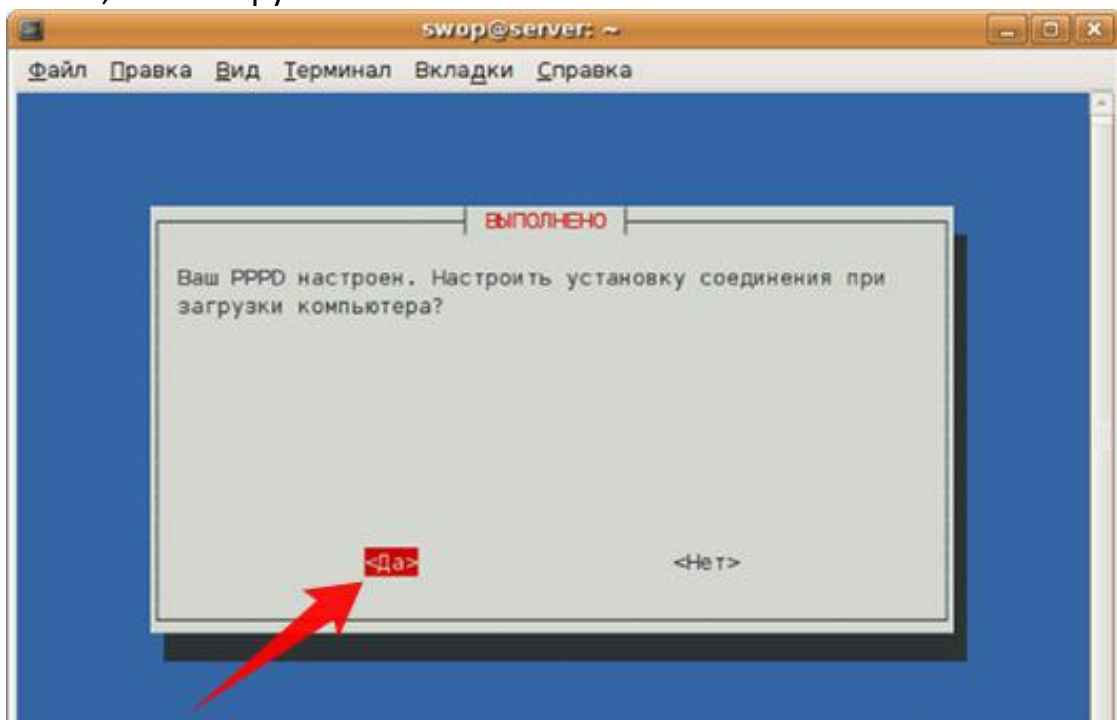 swop@server: ~
Файл Правка Вид Терминал Вкладки Справка
ВЫПОЛНЕНО
Ваш PPPD настроен. Настроить установку соединения при
загрузки компьютера?
<Да> <Нет>